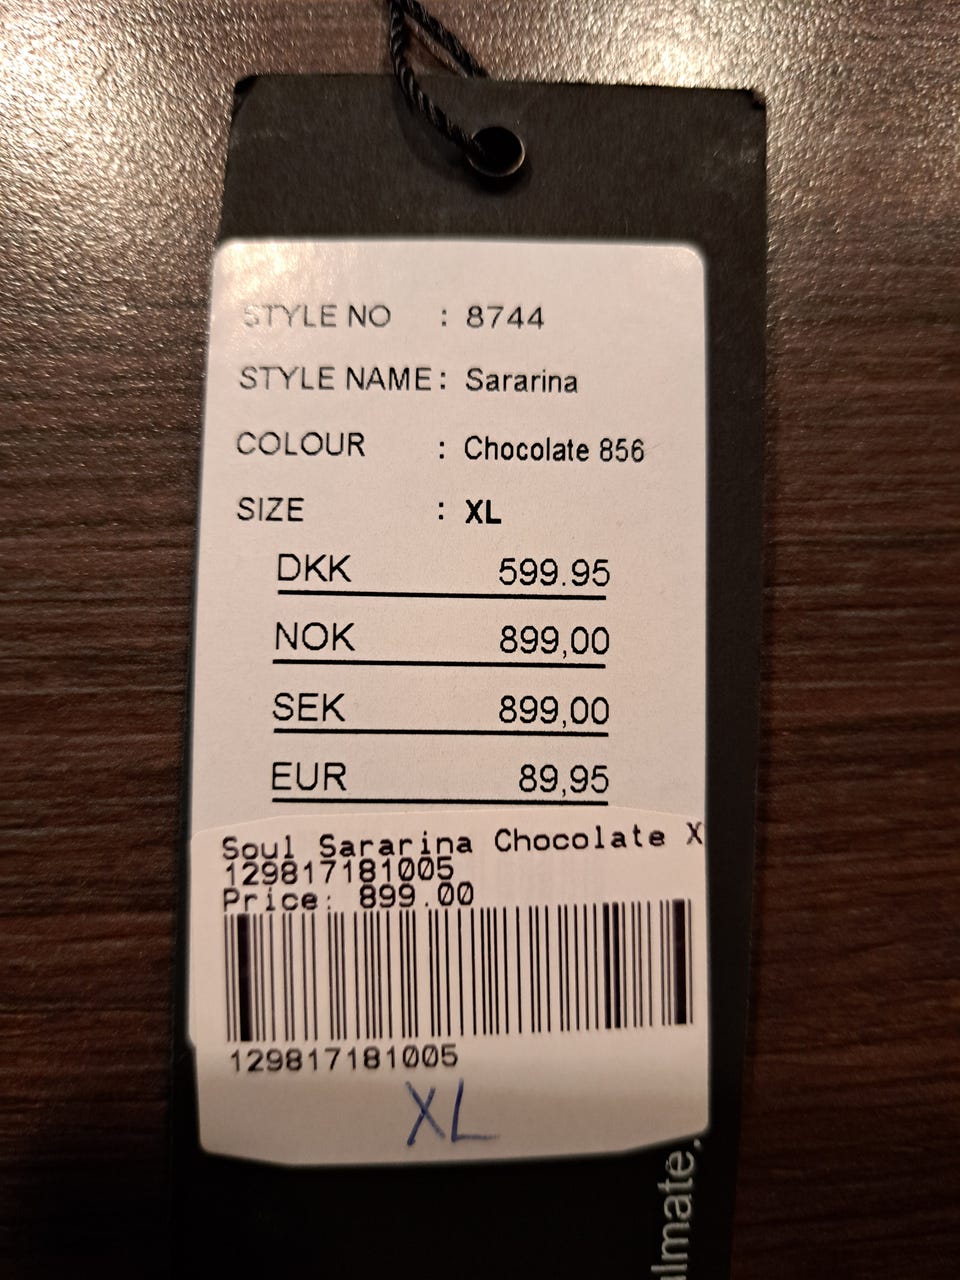 STYLE NO : 8744
STYLE NAME : Sararina
COLOUR : Chocolate 856
SIZE : XL
DKK 599.95
NOK 899,00
SEK 899,00
EUR 89,95
Soul Sararina Chocolate X
129817181005
Price: 899.00
129817181005
XL